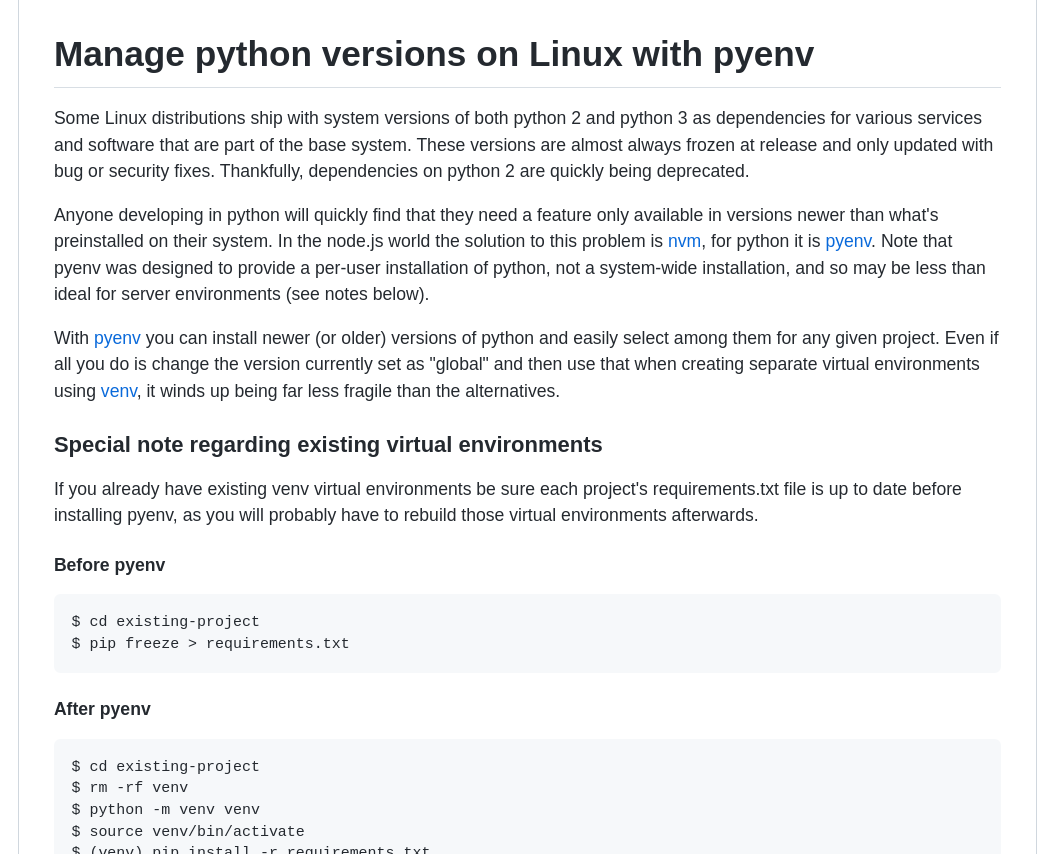 Manage python versions on Linux with pyenv
Some Linux distributions ship with system versions of both python 2 and python 3 as dependencies for various services
and software that are part of the base system. These versions are almost always frozen at release and only updated with
bug or security fixes. Thankfully, dependencies on python 2 are quickly being deprecated.
Anyone developing in python will quickly find that they need a feature only available in versions newer than what's
preinstalled on their system. In the node.js world the solution to this problem is nvm, for python it is pyenv. Note that
pyenv was designed to provide a per-user installation of python, not a system-wide installation, and so may be less than
ideal for server environments (see notes below).
With pyenv you can install newer (or older) versions of python and easily select among them for any given project. Even if
all you do is change the version currently set as "global" and then use that when creating separate virtual environments
using venv, it winds up being far less fragile than the alternatives.
Special note regarding existing virtual environments
If you already have existing venv virtual environments be sure each project's requirements.txt file is up to date before
installing pyenv, as you will probably have to rebuild those virtual environments afterwards.
Before pyenv
$ cd existing-project
$ pip freeze > requirements.txt
After pyenv
$ cd existing-project
$ rm -rf venv
$ python -m venv venv
$ source venv/bin/activate
$ (venv) pip install -r requirements.txt